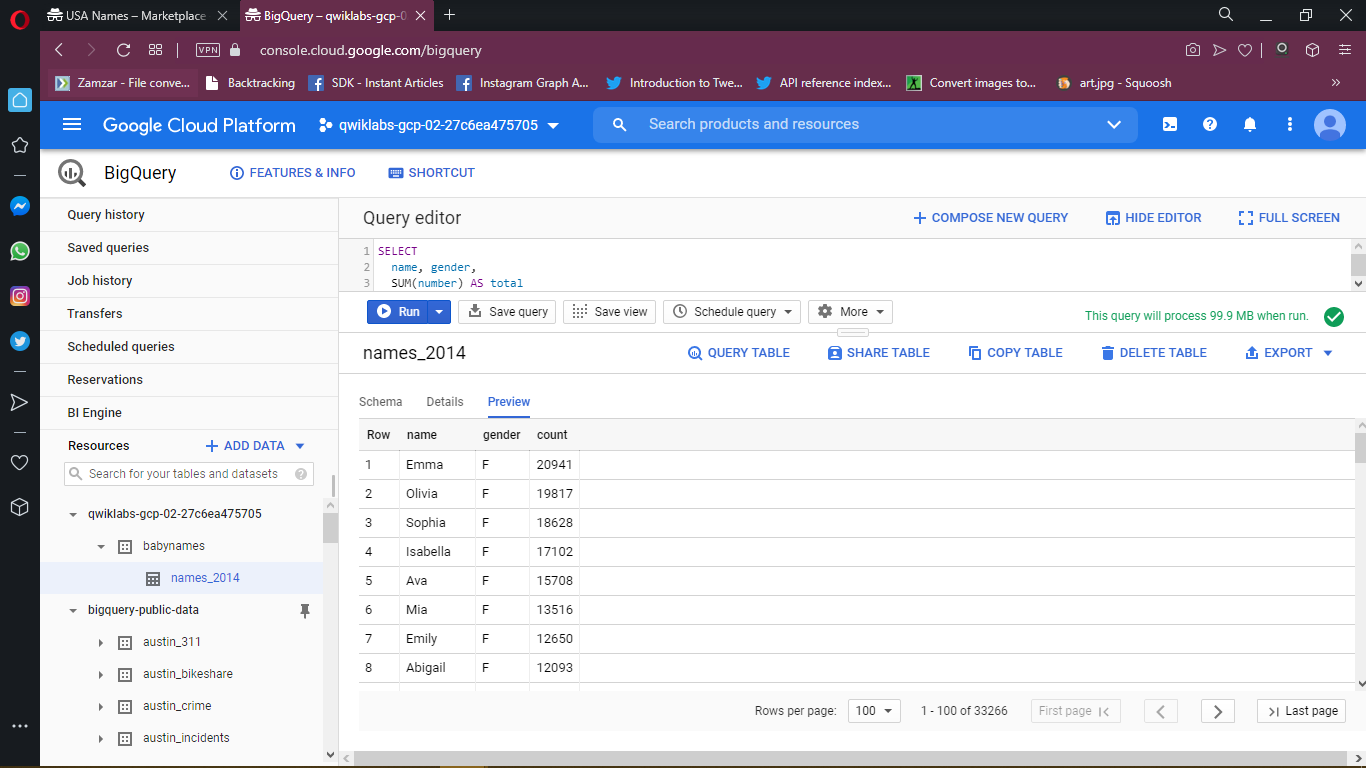 USA Names – Marketplace
BigQuery – qwiklabs-gcp-0
VPN console.cloud.google.com/bigquery
Zamzar - File conve... Backtracking SDK - Instant Articles Instagram Graph A... Introduction to Twe... API reference index... Convert images to... art.jpg - Squoosh »
Google Cloud Platform qwiklabs-gcp-02-27c6ea475705 Search products and resources
BigQuery FEATURES & INFO SHORTCUT
Query history
Saved queries
Job history
Transfers
Scheduled queries
Reservations
BI Engine
Resources + ADD DATA
Search for your tables and datasets
qwiklabs-gcp-02-27c6ea475705
babynames
names_2014
bigquery-public-data
austin_311
austin_bikeshare
austin_crime
austin_incidents
Query editor + COMPOSE NEW QUERY HIDE EDITOR FULL SCREEN
1 SELECT
2 name, gender,
3 SUM(number) AS total
Run Save query Save view Schedule query More This query will process 99.9 MB when run.
names_2014 QUERY TABLE SHARE TABLE COPY TABLE DELETE TABLE EXPORT
Schema Details Preview
Row name gender count
1 Emma F 20941
2 Olivia F 19817
3 Sophia F 18628
4 Isabella F 17102
5 Ava F 15708
6 Mia F 13516
7 Emily F 12650
8 Abigail F 12093
Rows per page: 100 1 - 100 of 33266 First page Last page